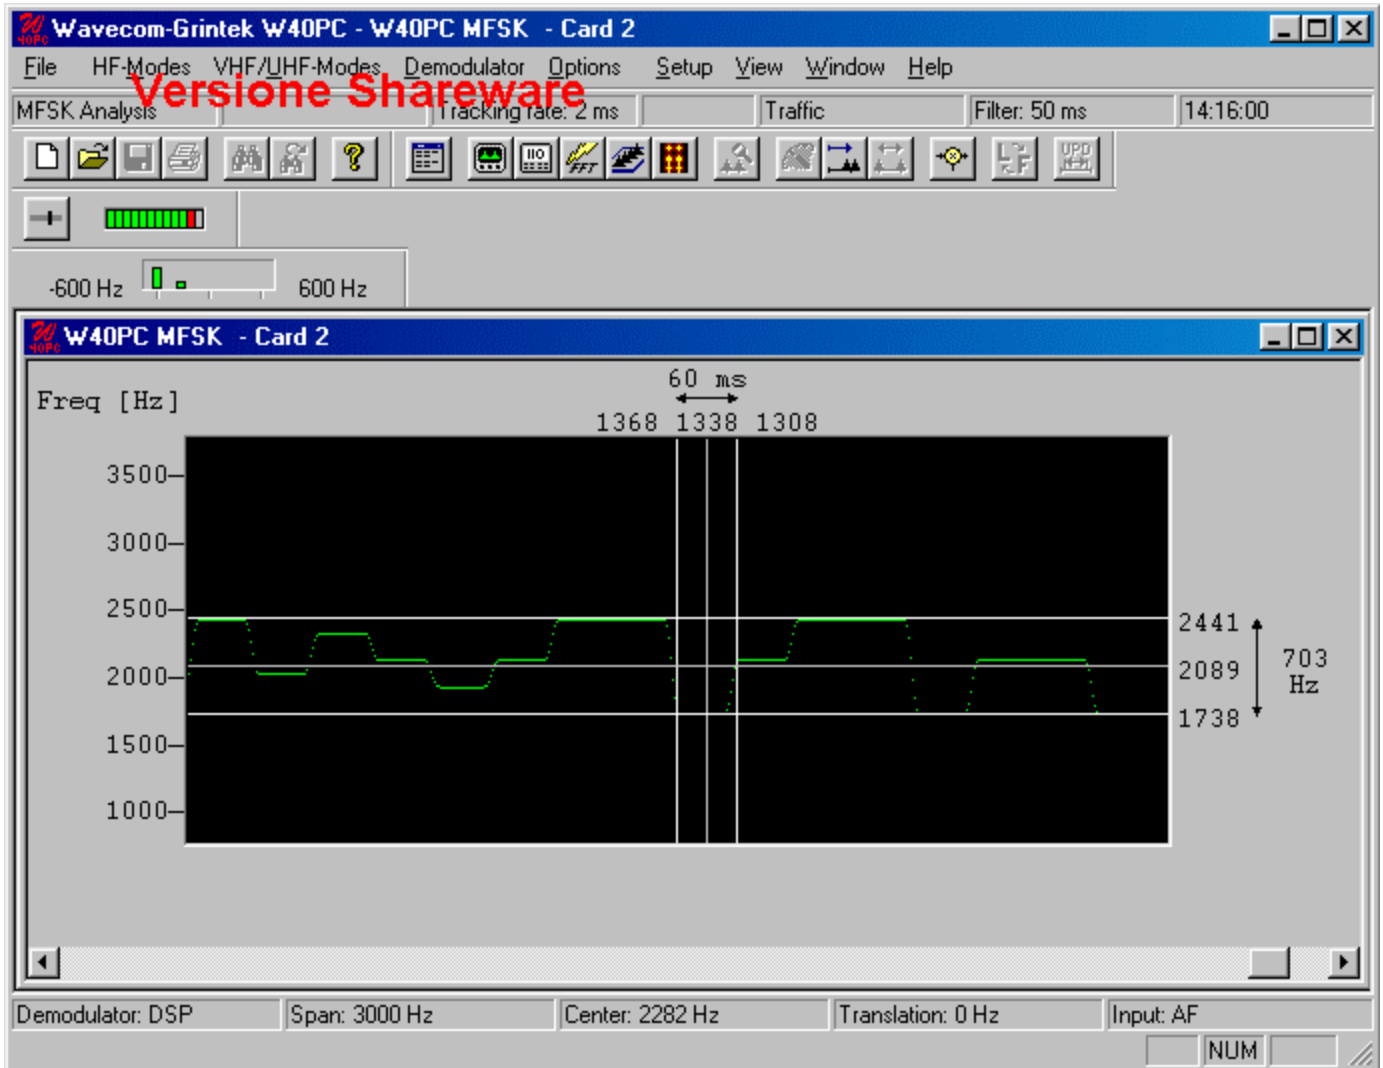 Wavecom-Grintek W40PC - W40PC MFSK - Card 2
File HF-Modes VHF/UHF-Modes Demodulator Options Setup View Window Help
Versione Shareware
MFSK Analysis Tracking rate: 2 ms Traffic Filter: 50 ms 14:16:00
-600 Hz 600 Hz
W40PC MFSK - Card 2
60 ms
Freq [Hz]
1368 1338 1308
3500
3000
2500
2441
2089 703 Hz
2000
1738
1500
1000
Demodulator: DSP Span: 3000 Hz Center: 2282 Hz Translation: 0 Hz Input: AF
NUM